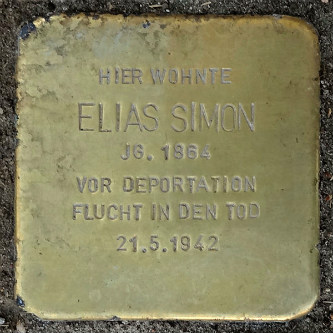 HIER WOHNTE
ELIAS SIMON
JG. 1864
VOR DEPORTATION
FLUCHT IN DEN TOD
21.5.1942